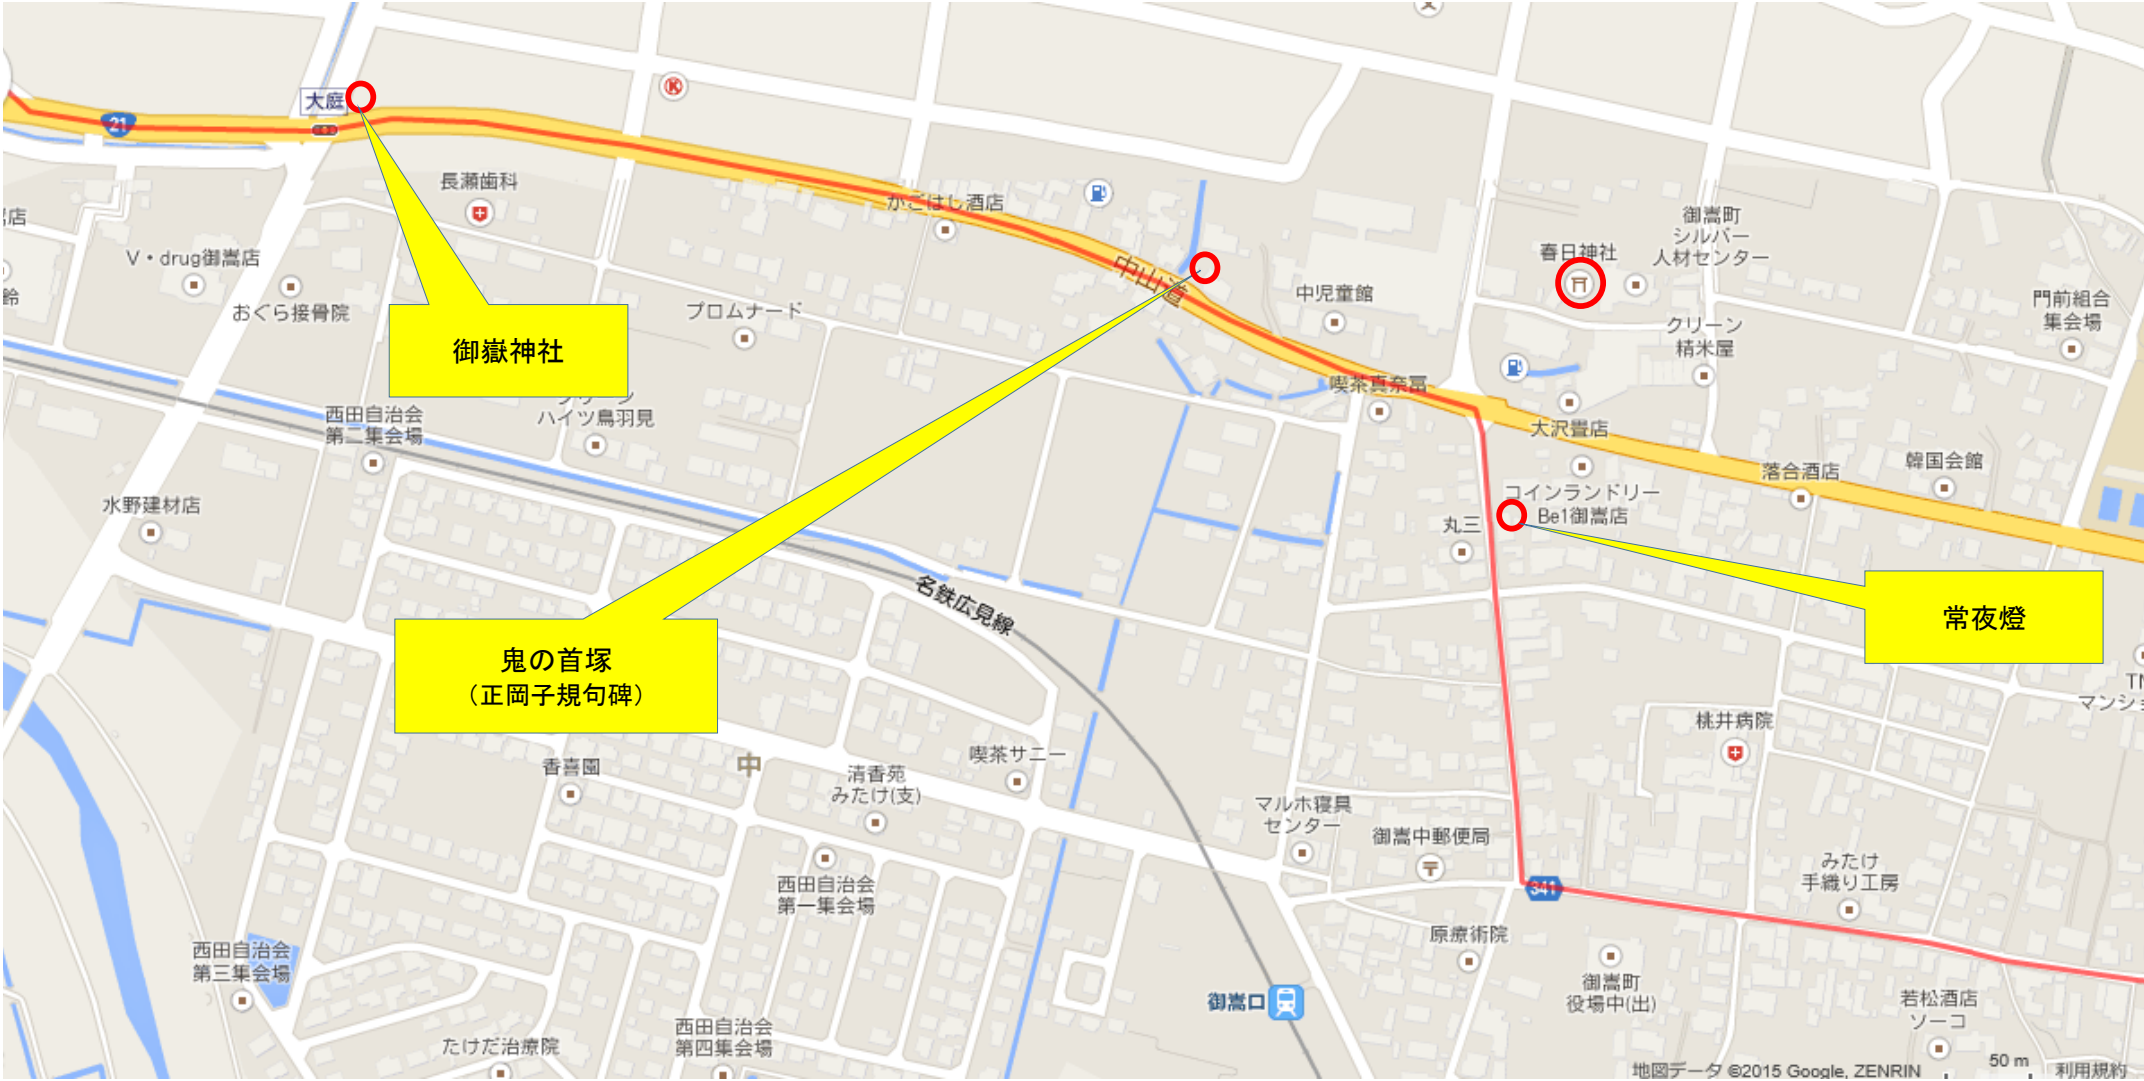 大庭
21
長瀬歯科
V・drug御嵩店
おぐら接骨院
かごはし酒店
プロムナード
中山道
中児童館
春日神社
御嵩町
シルバー
人材センター
クリーン
精米屋
門前組合
集会場
御嶽神社
ハイツ鳥羽見
西田自治会
第二集会場
喫茶真奈冨
大沢畳店
落合酒店
韓国会館
水野建材店
コインランドリー
Be1御嵩店
丸三
名鉄広見線
常夜燈
鬼の首塚
（正岡子規句碑）
桃井病院
マンショ
香喜園
中
清香苑
みたけ(支)
喫茶サニー
マルホ寝具
センター
御嵩中郵便局
341
みたけ
手織り工房
西田自治会
第一集会場
西田自治会
第三集会場
原療術院
御嵩町
役場中(出)
御嵩口
若松酒店
ソーコ
たけだ治療院
西田自治会
第四集会場
地図データ ©2015 Google, ZENRIN
50 m
利用規約